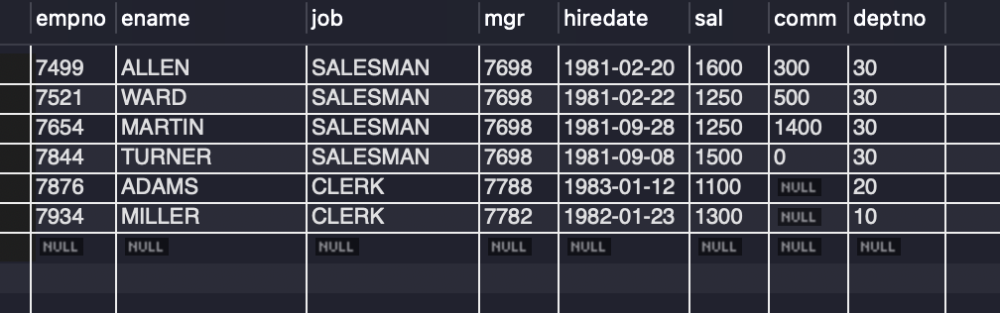 empno ename job mgr hiredate sal comm deptno
7499 ALLEN SALESMAN 7698 1981-02-20 1600 300 30
7521 WARD SALESMAN 7698 1981-02-22 1250 500 30
7654 MARTIN SALESMAN 7698 1981-09-28 1250 1400 30
7844 TURNER SALESMAN 7698 1981-09-08 1500 0 30
7876 ADAMS CLERK 7788 1983-01-12 1100 NULL 20
7934 MILLER CLERK 7782 1982-01-23 1300 NULL 10
NULL NULL NULL NULL NULL NULL NULL NULL